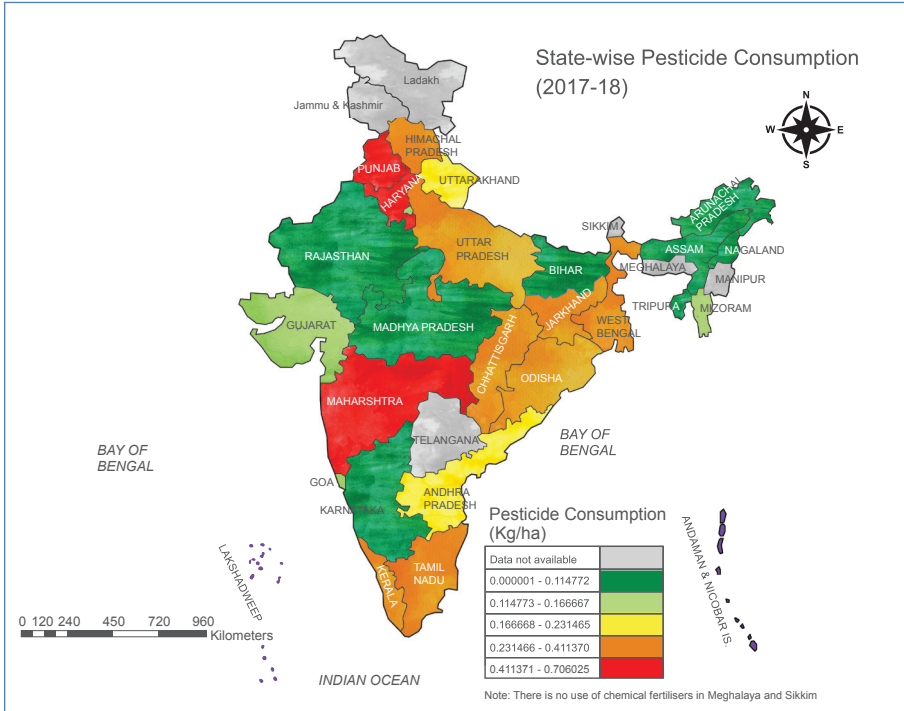 State-wise Pesticide Consumption
(2017-18)
N
W
E
S
Ladakh
Jammu & Kashmir
HIMACHAL
PRADESH
PUNJAB
UTTARAKHAND
HARYANA
ARUNACHAL
PRADESH
SIKKIM
UTTAR
PRADESH
RAJASTHAN
ASSAM
NAGALAND
BIHAR
MEGHALAYA
MANIPUR
TRIPURA
MIZORAM
JARKHAND
WEST
BENGAL
GUJARAT
MADHYA PRADESH
CHHATTISGARH
ODISHA
MAHARSHTRA
TELANGANA
BAY OF
BENGAL
BAY OF
BENGAL
GOA
KARNATAKA
ANDHRA
PRADESH
LAKSHADWEEP
KERALA
TAMIL
NADU
ANDAMAN & NICOBAR IS.
Pesticide Consumption
(Kg/ha)
Data not available
0.000001 - 0.114772
0.114773 - 0.166667
0.166668 - 0.231465
0.231466 - 0.411370
0.411371 - 0.706025
0 120 240 450 720 960
Kilometers
INDIAN OCEAN
Note: There is no use of chemical fertilisers in Meghalaya and Sikkim